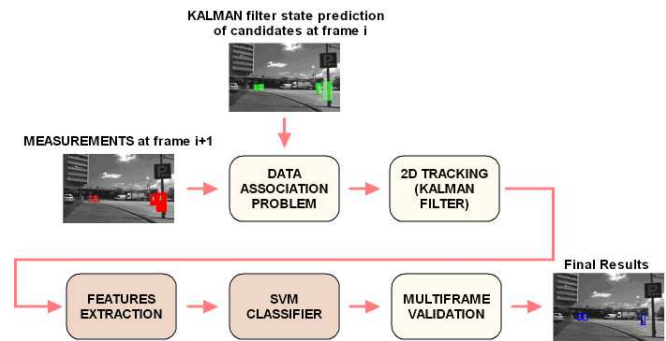 KALMAN filter state prediction
of candidates at frame i
P
MEASUREMENTS at frame i+1
P
DATA
ASSOCIATION
PROBLEM
2D TRACKING
(KALMAN
FILTER)
Final Results
FEATURES
EXTRACTION
SVM
CLASSIFIER
MULTIFRAME
VALIDATION
P